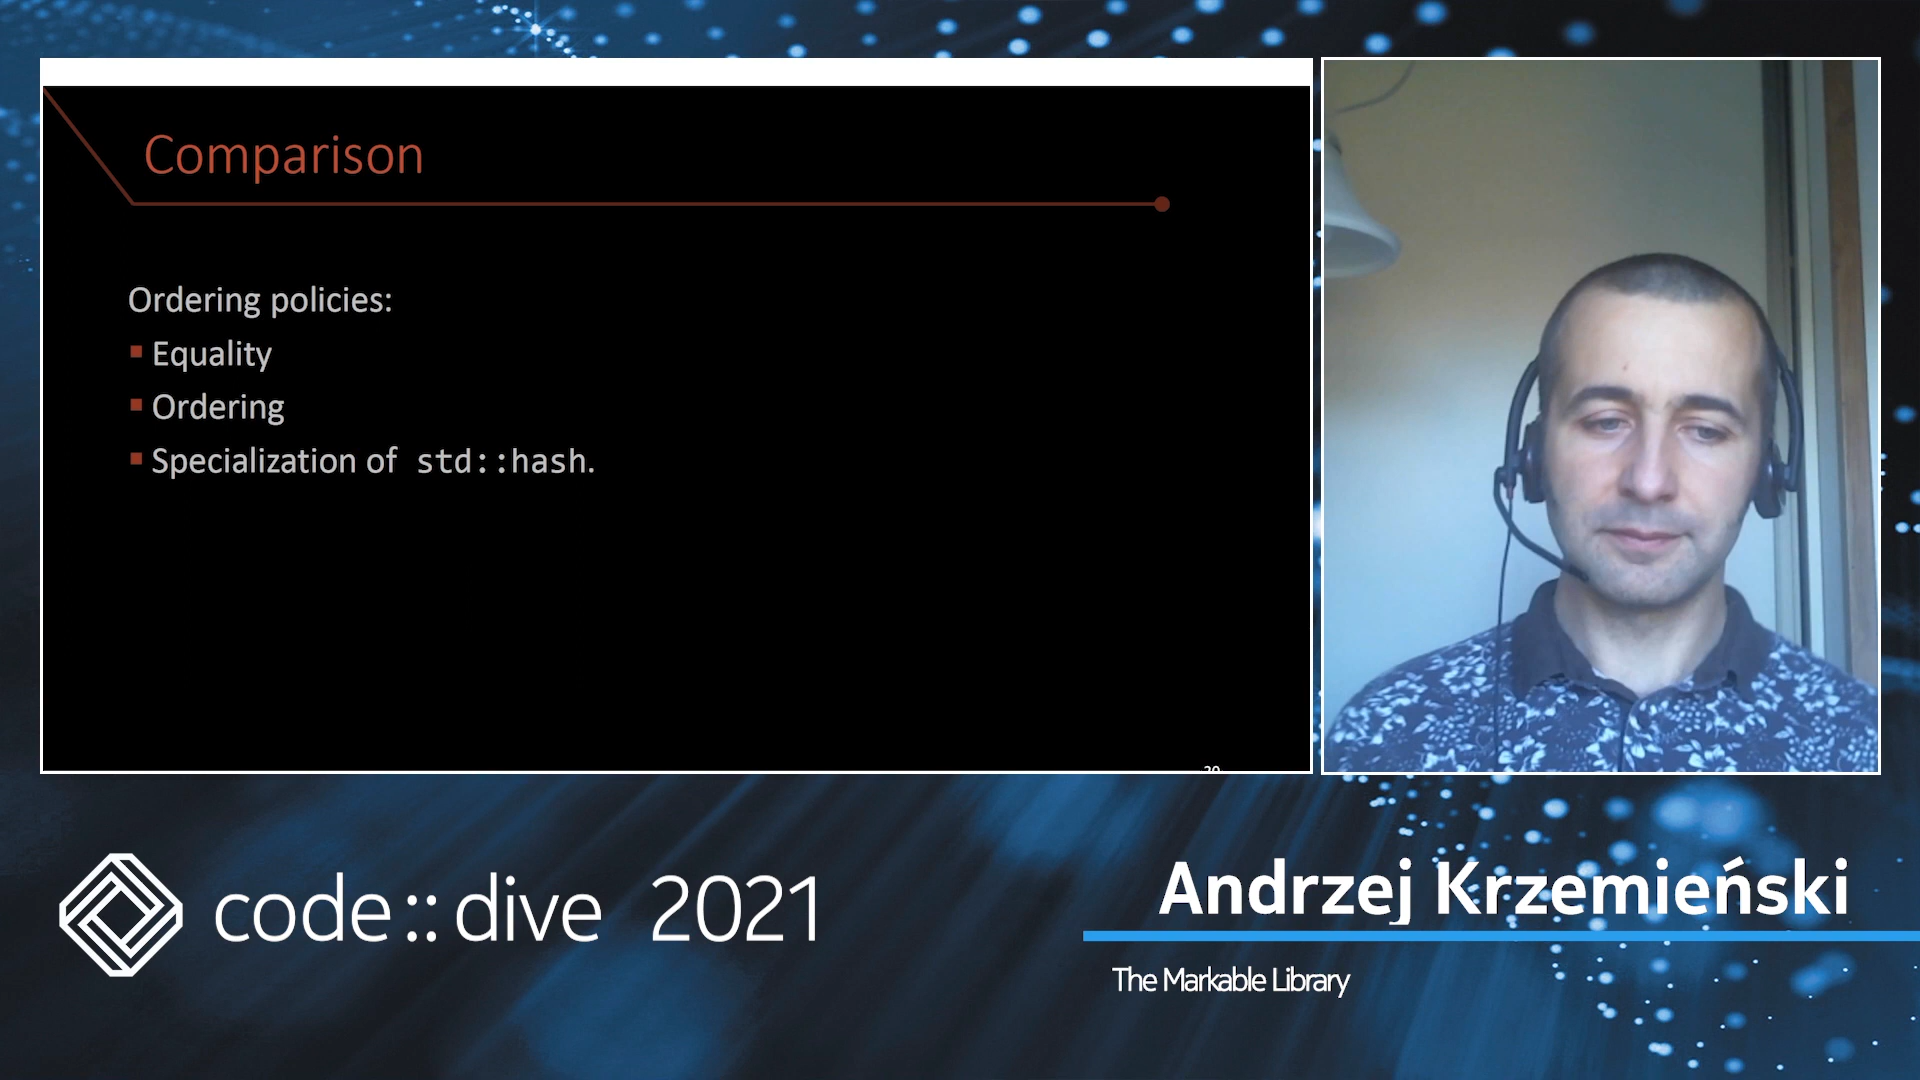 Comparison
Ordering policies:
Equality
Ordering
Specialization of std::hash.
code::dive 2021
Andrzej Krzemieński
The Markable Library